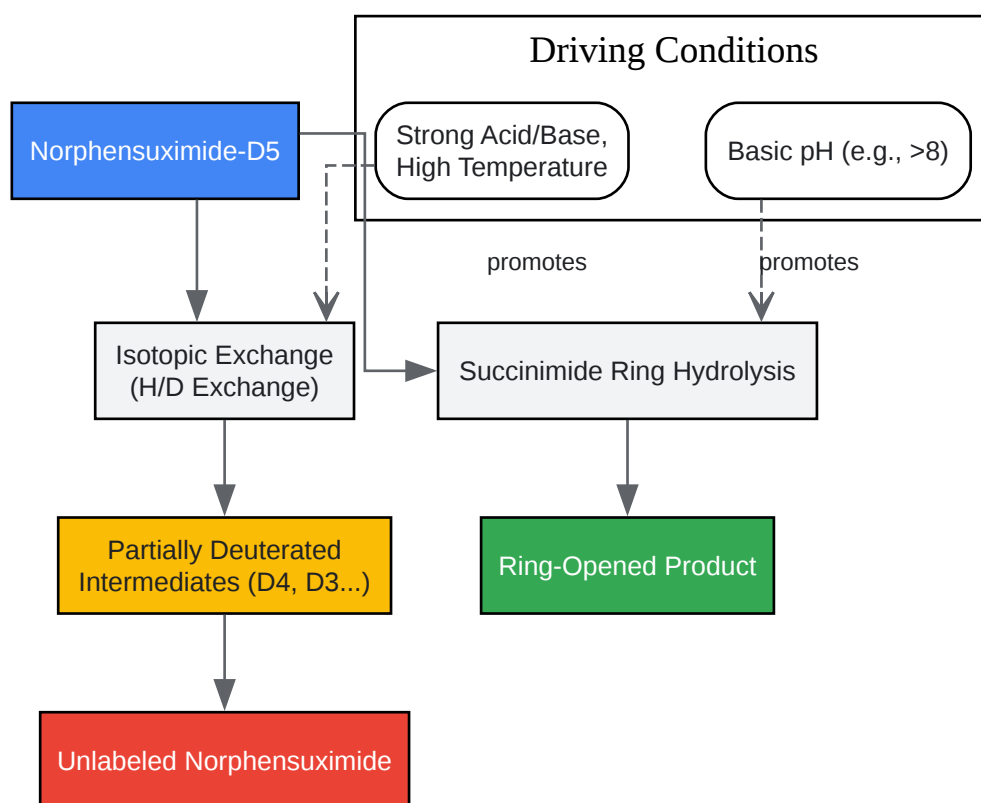 Driving Conditions
Norphensuximide-D5
Strong Acid/Base,
High Temperature
Basic pH (e.g., >8)
promotes
promotes
Isotopic Exchange
(H/D Exchange)
Succinimide Ring Hydrolysis
Partially Deuterated
Intermediates (D4, D3...)
Ring-Opened Product
Unlabeled Norphensuximide